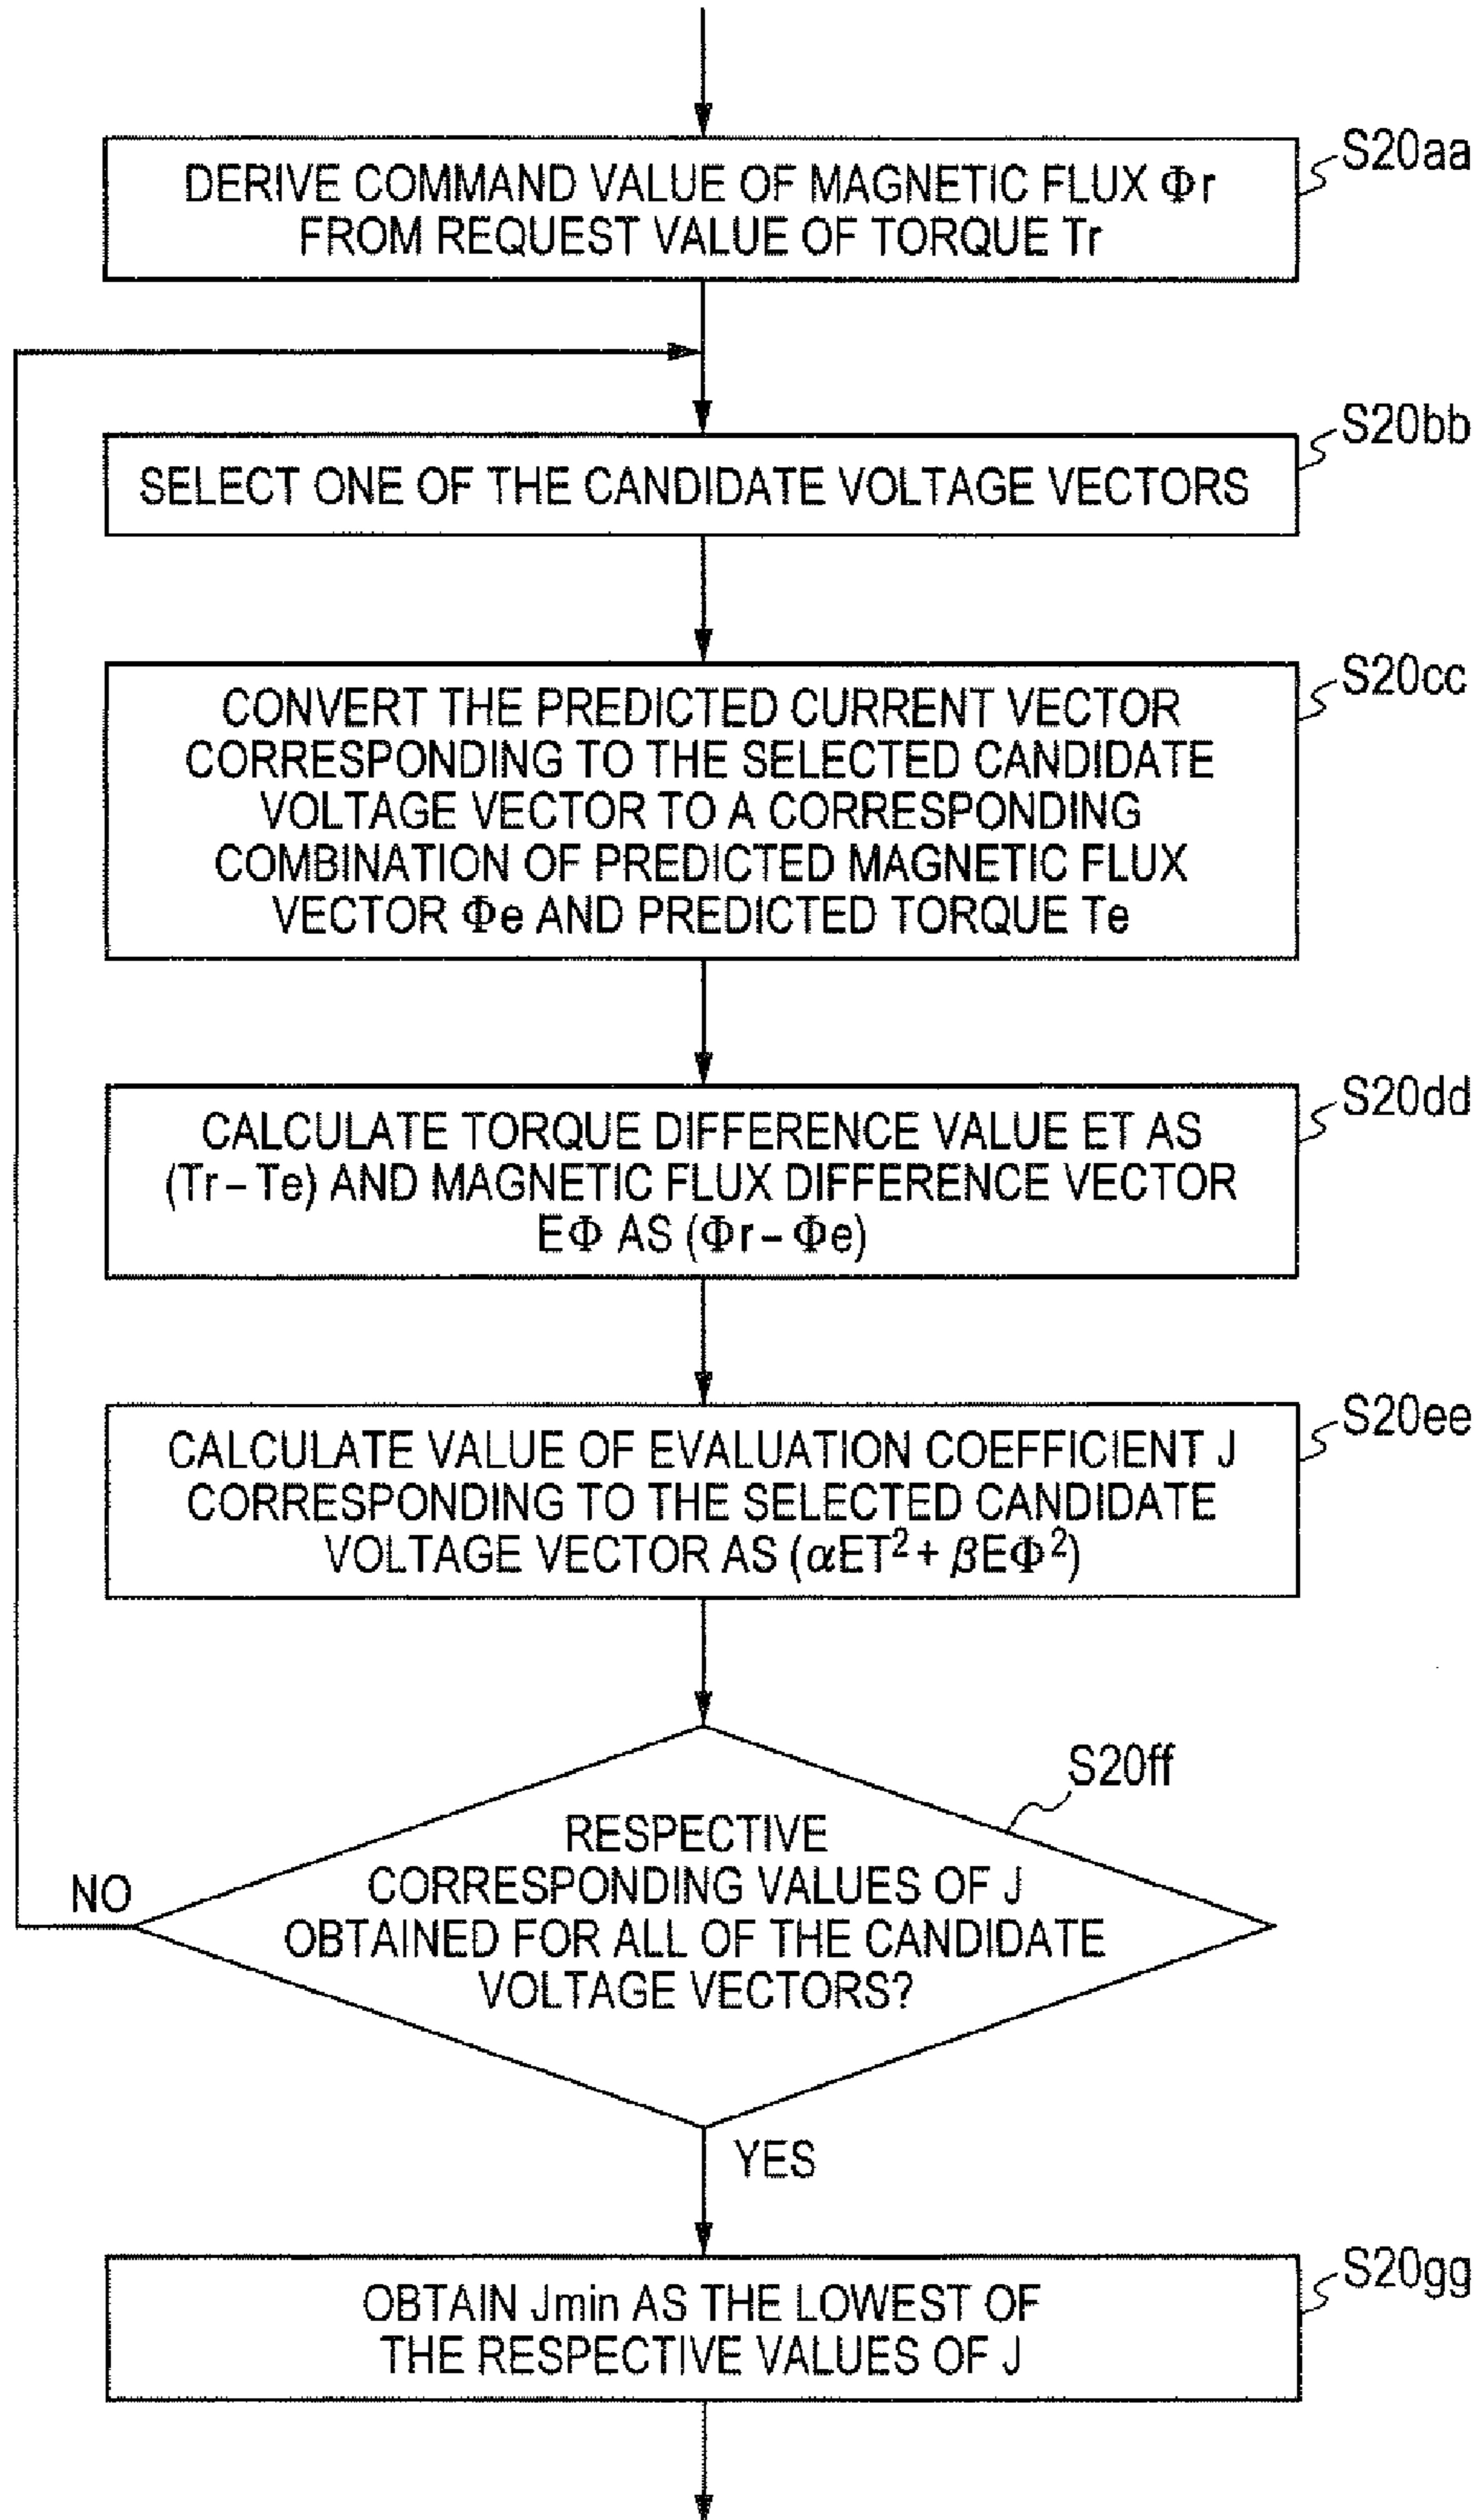 S20aa
DERIVE COMMAND VALUE OF MAGNETIC FLUX Φr
FROM REQUEST VALUE OF TORQUE Tr
S20bb
SELECT ONE OF THE CANDIDATE VOLTAGE VECTORS
S20cc
CONVERT THE PREDICTED CURRENT VECTOR
CORRESPONDING TO THE SELECTED CANDIDATE
VOLTAGE VECTOR TO A CORRESPONDING
COMBINATION OF PREDICTED MAGNETIC FLUX
VECTOR Φe AND PREDICTED TORQUE Te
S20dd
CALCULATE TORQUE DIFFERENCE VALUE ET AS
(Tr – Te) AND MAGNETIC FLUX DIFFERENCE VECTOR
EΦ AS (Φr – Φe)
S20ee
CALCULATE VALUE OF EVALUATION COEFFICIENT J
CORRESPONDING TO THE SELECTED CANDIDATE
VOLTAGE VECTOR AS (αET² + βEΦ²)
S20ff
RESPECTIVE
CORRESPONDING VALUES OF J
OBTAINED FOR ALL OF THE CANDIDATE
VOLTAGE VECTORS?
NO
YES
S20gg
OBTAIN Jmin AS THE LOWEST OF
THE RESPECTIVE VALUES OF J